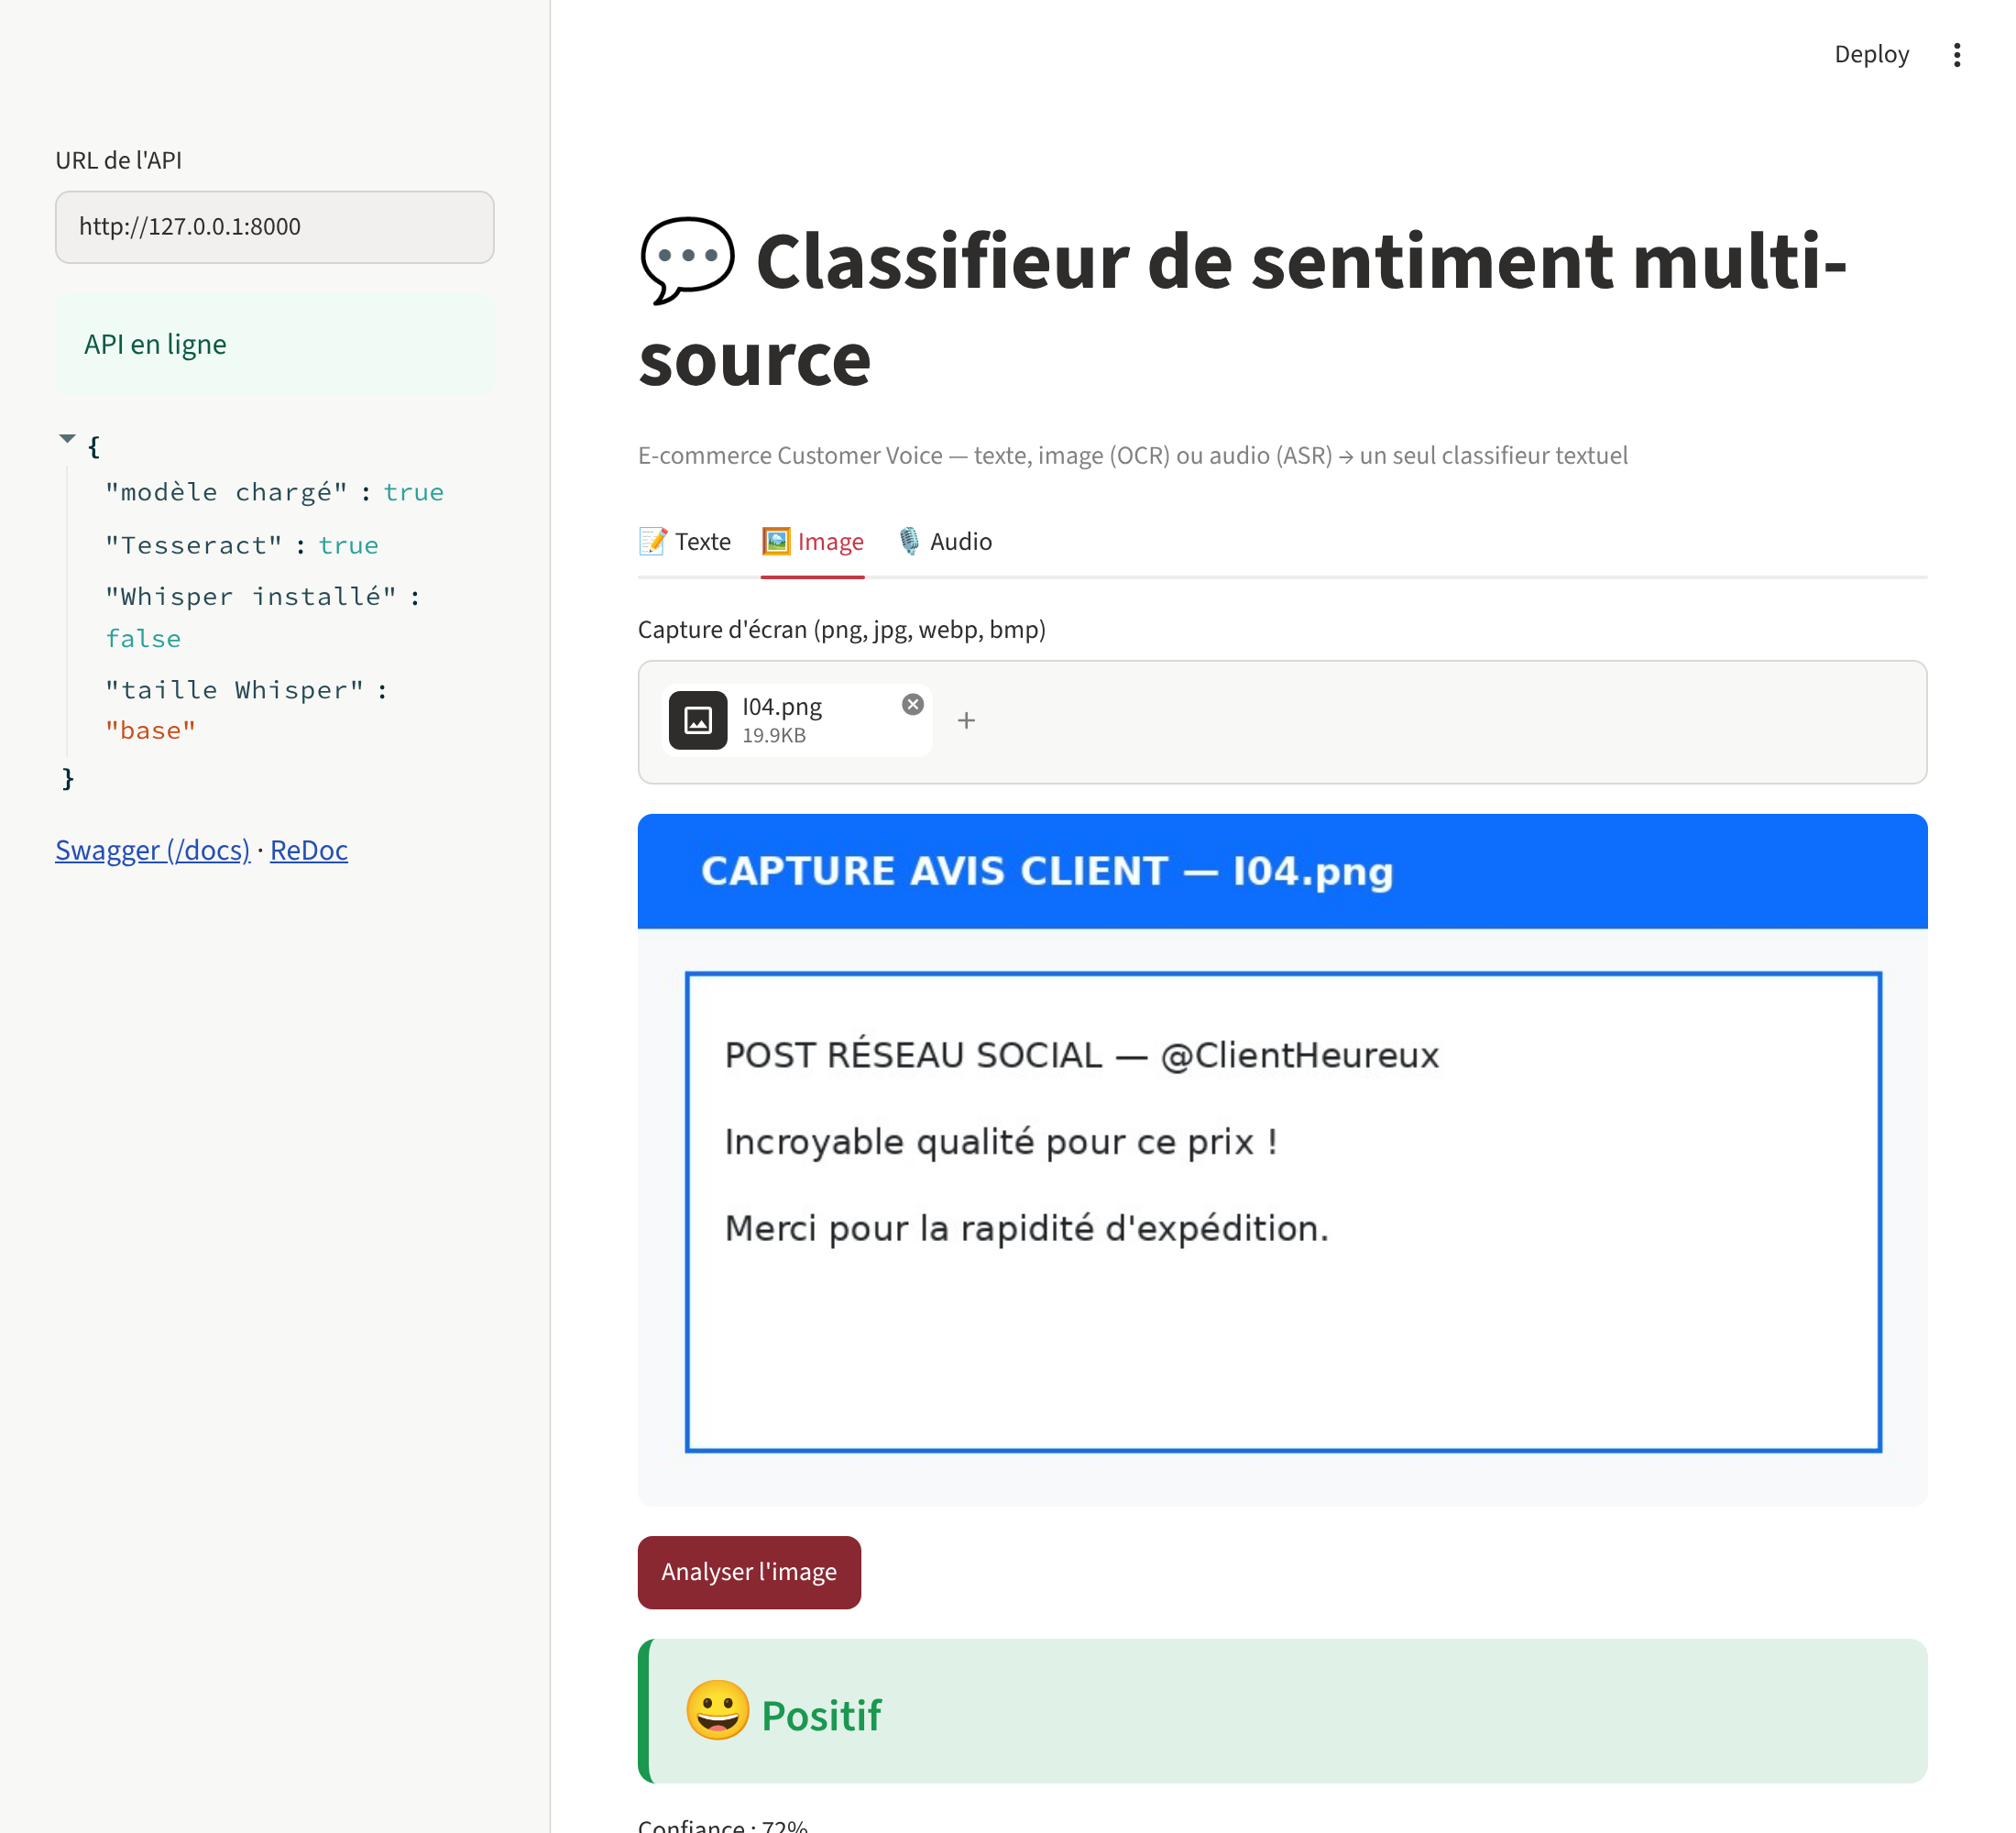 Deploy
URL de l'API
http://127.0.0.1:8000
API en ligne
{
"modèle chargé" : true
"Tesseract" : true
"Whisper installé" :
false
"taille Whisper" :
"base"
}
Swagger (/docs) · ReDoc
💬 Classifieur de sentiment multi-
source
E-commerce Customer Voice — texte, image (OCR) ou audio (ASR) → un seul classifieur textuel
📝 Texte 🖼️ Image 🎙️ Audio
Capture d'écran (png, jpg, webp, bmp)
I04.png
19.9KB
CAPTURE AVIS CLIENT — I04.png
POST RÉSEAU SOCIAL — @ClientHeureux
Incroyable qualité pour ce prix !
Merci pour la rapidité d'expédition.
Analyser l'image
😀 Positif
Confiance : 72%